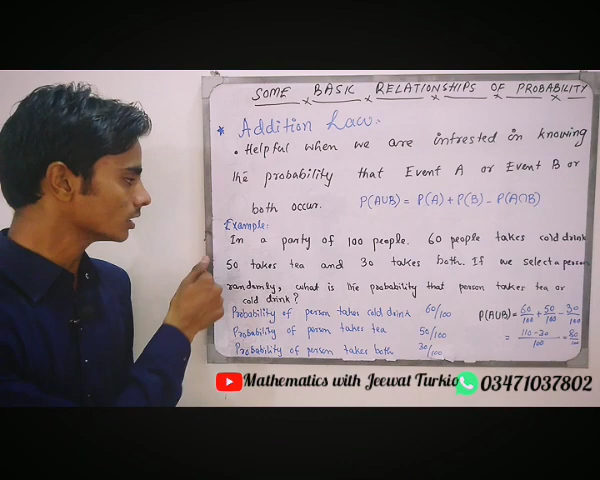 SOME BASIC RELATIONSHIPS OF PROBABILITY
* Addition Law.
• Helpful when we are intrested in knowing
the probability that Event A or Event B or
both occur. P(AUB) = P(A) + P(B) - P(A∩B)
Example:
In a party of 100 people. 60 people takes cold drink
50 takes tea and 30 takes both. If we select a person
randomly, what is the probability that person takes tea or
cold drink?
Probability of person takes cold drink 60/100
Probability of person takes tea 50/100
Probability of person takes both 30/100
P(AUB) = 60/100 + 50/100 - 30/100
= 110-30/100 = 80/100
Mathematics with Jeewat Turkio 03471037802